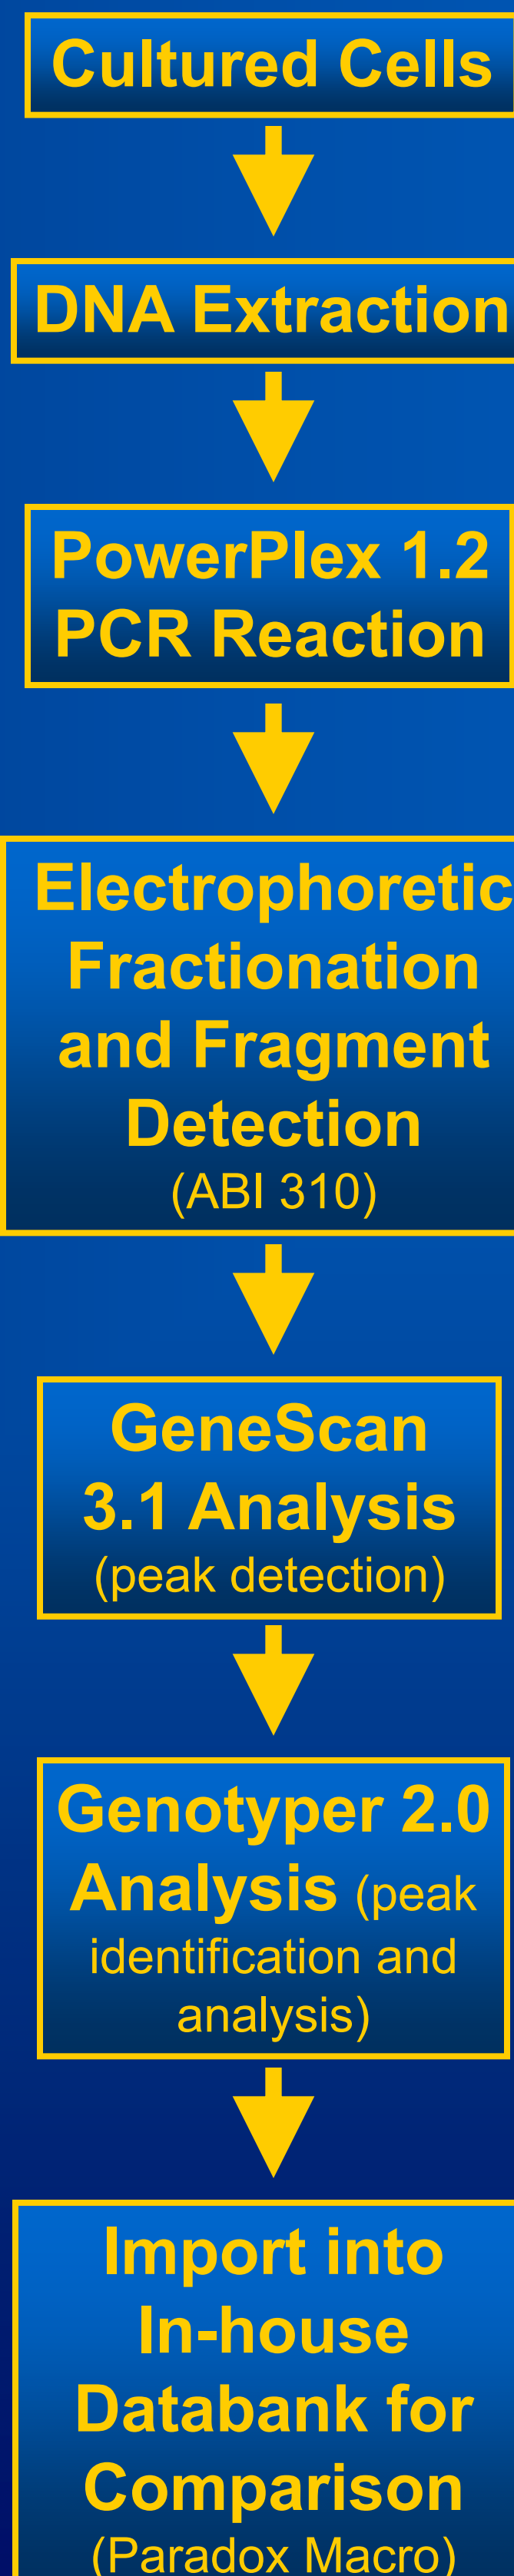 Cultured Cells
DNA Extraction
PowerPlex 1.2
PCR Reaction
Electrophoretic
Fractionation
and Fragment
Detection
(ABI 310)
GeneScan
3.1 Analysis
(peak detection)
Genotyper 2.0
Analysis (peak
identification and
analysis)
Import into
In-house
Databank for
Comparison
(Paradox Macro)